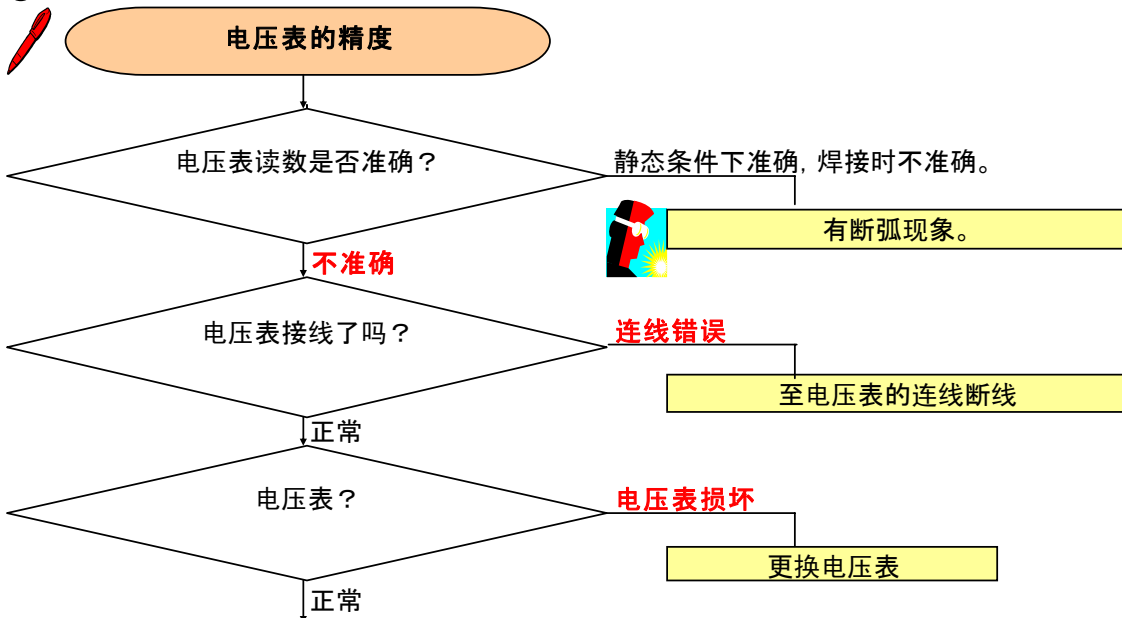 电压表的精度
电压表读数是否准确？
静态条件下准确,焊接时不准确。
有断弧现象。
不准确
电压表接线了吗？
连线错误
至电压表的连线断线
正常
电压表？
电压表损坏
更换电压表
正常